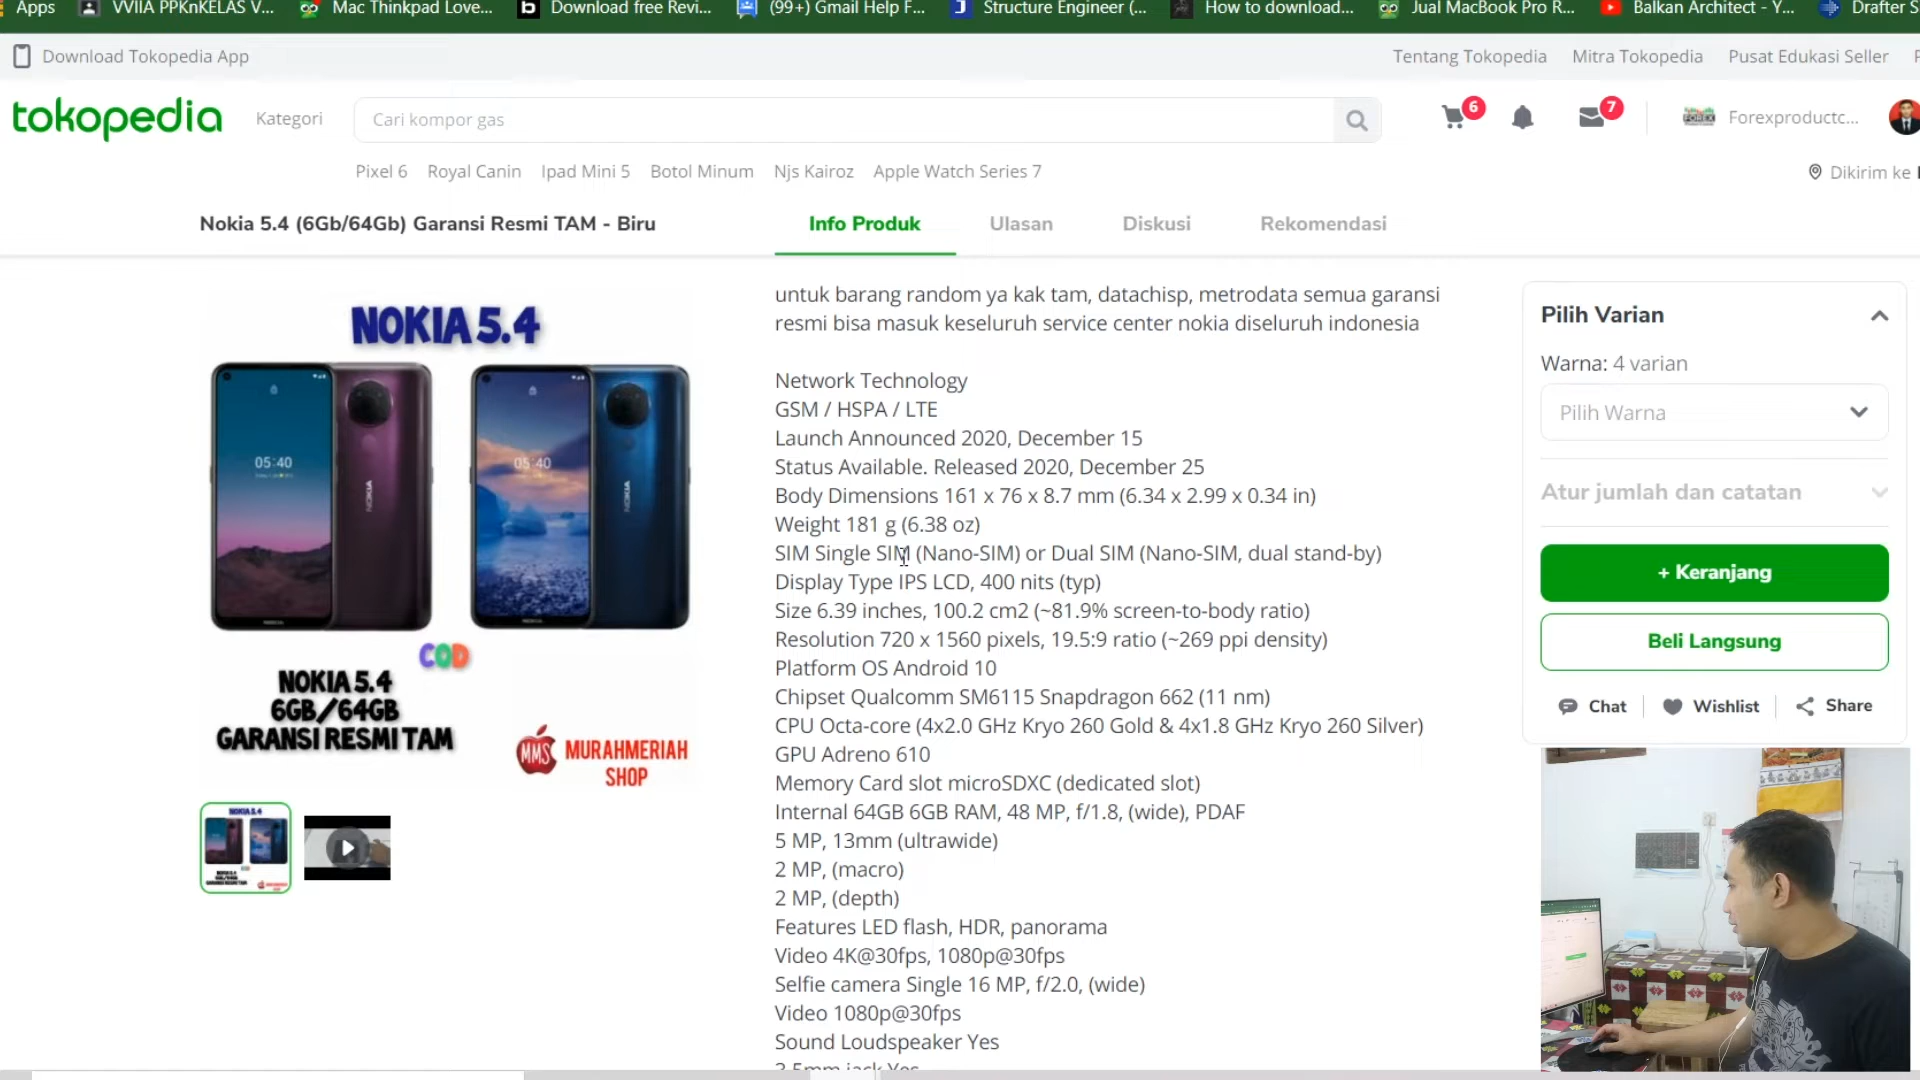 Apps
VVIIA PPKnKELAS V...
Mac Thinkpad Love...
Download free Revi...
(99+) Gmail Help F...
Structure Engineer (...
How to download...
Jual MacBook Pro R...
Balkan Architect - Y...
Drafter S
Download Tokopedia App
Tentang Tokopedia
Mitra Tokopedia
Pusat Edukasi Seller
tokopedia
Kategori
Cari kompor gas
6
7
Forexproductc...
Pixel 6
Royal Canin
Ipad Mini 5
Botol Minum
Njs Kairoz
Apple Watch Series 7
Dikirim ke
Nokia 5.4 (6Gb/64Gb) Garansi Resmi TAM - Biru
Info Produk
Ulasan
Diskusi
Rekomendasi
NOKIA 5.4
05:40
NOKIA
05:40
NOKIA
COD
NOKIA 5.4
6GB/64GB
GARANSI RESMI TAM
MMS
MURAHMERIAH
SHOP
untuk barang random ya kak tam, datachisp, metrodata semua garansi
resmi bisa masuk keseluruh service center nokia diseluruh indonesia
Network Technology
GSM / HSPA / LTE
Launch Announced 2020, December 15
Status Available. Released 2020, December 25
Body Dimensions 161 x 76 x 8.7 mm (6.34 x 2.99 x 0.34 in)
Weight 181 g (6.38 oz)
SIM Single SIM (Nano-SIM) or Dual SIM (Nano-SIM, dual stand-by)
Display Type IPS LCD, 400 nits (typ)
Size 6.39 inches, 100.2 cm2 (~81.9% screen-to-body ratio)
Resolution 720 x 1560 pixels, 19.5:9 ratio (~269 ppi density)
Platform OS Android 10
Chipset Qualcomm SM6115 Snapdragon 662 (11 nm)
CPU Octa-core (4x2.0 GHz Kryo 260 Gold & 4x1.8 GHz Kryo 260 Silver)
GPU Adreno 610
Memory Card slot microSDXC (dedicated slot)
Internal 64GB 6GB RAM, 48 MP, f/1.8, (wide), PDAF
5 MP, 13mm (ultrawide)
2 MP, (macro)
2 MP, (depth)
Features LED flash, HDR, panorama
Video 4K@30fps, 1080p@30fps
Selfie camera Single 16 MP, f/2.0, (wide)
Video 1080p@30fps
Sound Loudspeaker Yes
3.5mm jack Yes
Pilih Varian
Warna: 4 varian
Pilih Warna
Atur jumlah dan catatan
+ Keranjang
Beli Langsung
Chat
Wishlist
Share